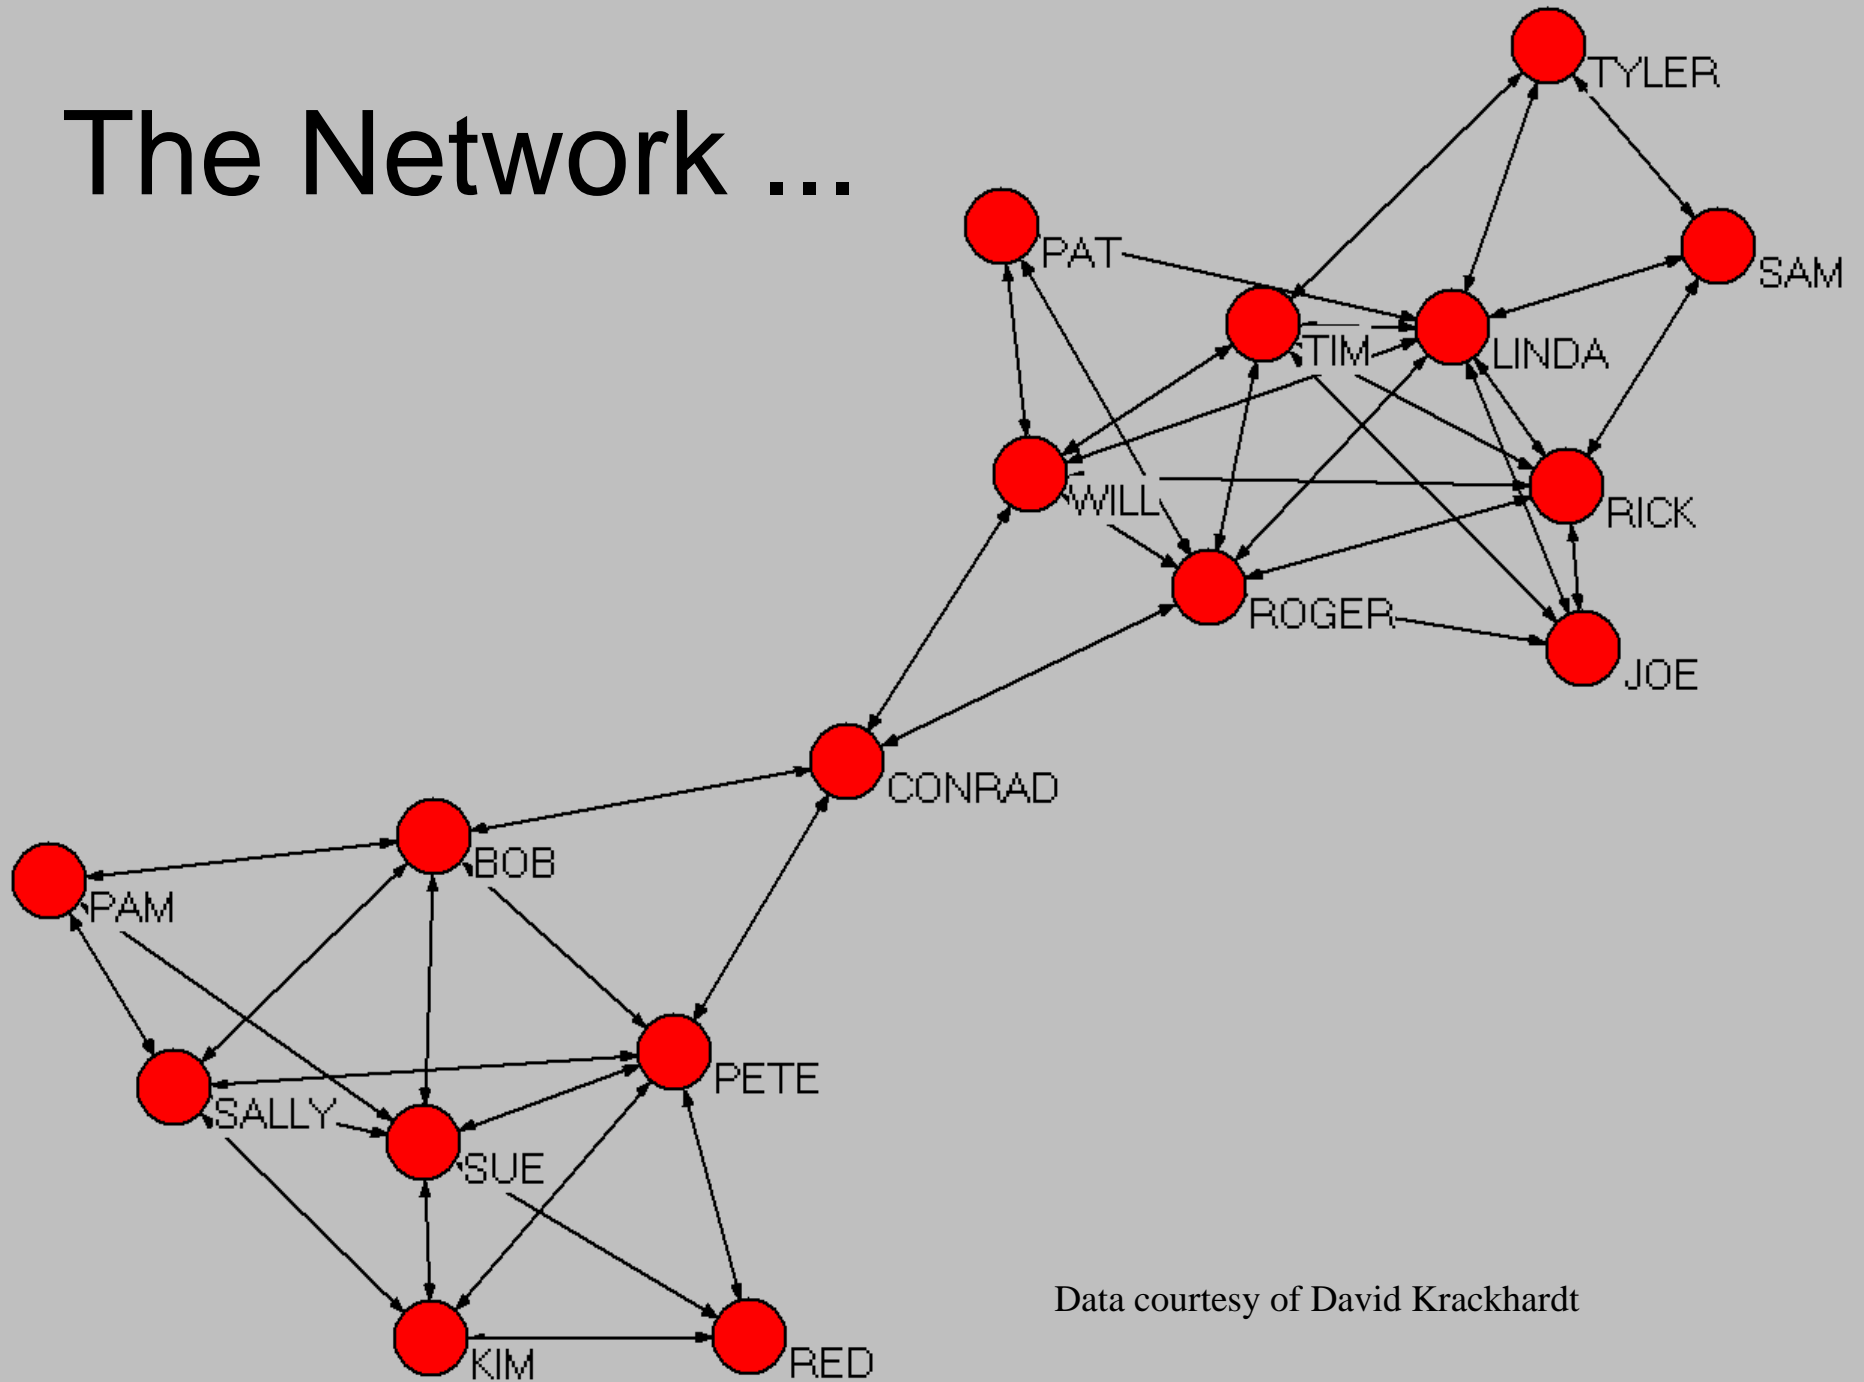 The Network ...
TYLER
PAT
SAM
TIM
LINDA
WILL
RICK
ROGER
JOE
CONRAD
BOB
PAM
PETE
SALLY
SUE
Data courtesy of David Krackhardt
KIM
RED